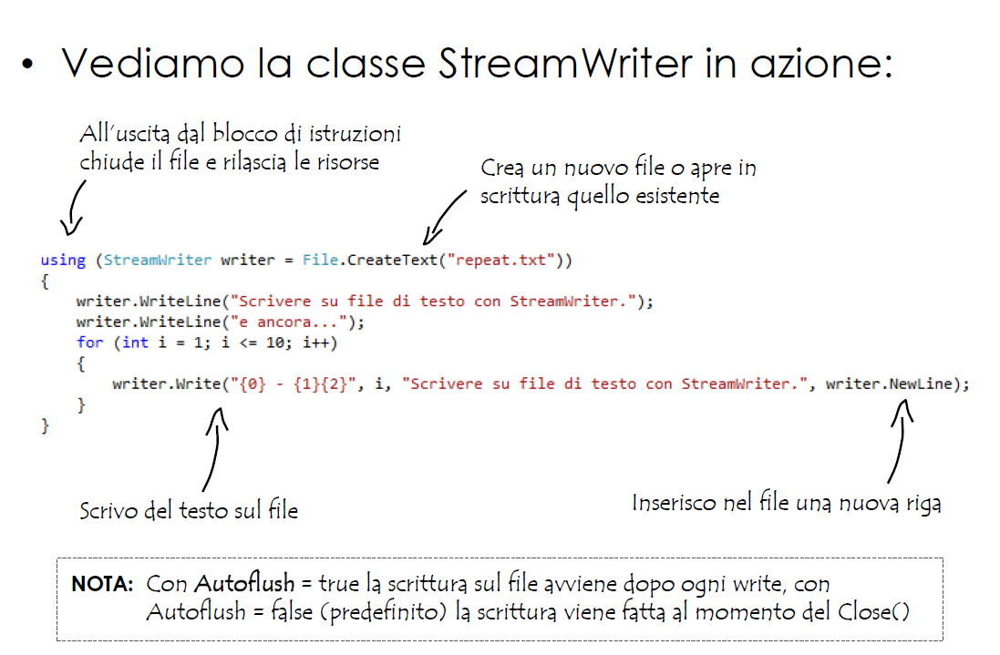 • Vediamo la classe StreamWriter in azione:
All'uscita dal blocco di istruzioni
chiude il file e rilascia le risorse
Crea un nuovo file o apre in
scrittura quello esistente
using (StreamWriter writer = File.CreateText("repeat.txt"))
{
    writer.WriteLine("Scrivere su file di testo con StreamWriter.");
    writer.WriteLine("e ancora...");
    for (int i = 1; i <= 10; i++)
    {
        writer.Write("{0} - {1}{2}", i, "Scrivere su file di testo con StreamWriter.", writer.NewLine);
    }
}
Scrivo del testo sul file
Inserisco nel file una nuova riga
NOTA: Con Autoflush = true la scrittura sul file avviene dopo ogni write, con
Autoflush = false (predefinito) la scrittura viene fatta al momento del Close()